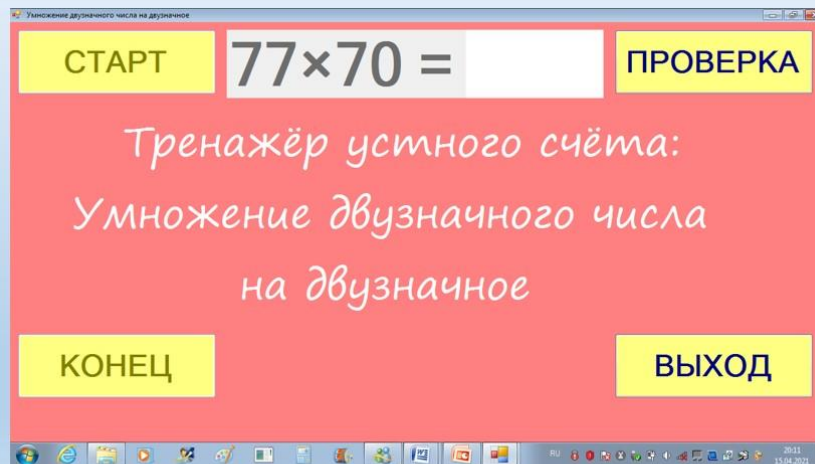 Умножение двузначного числа на двузначное
СТАРТ
77×70 =
ПРОВЕРКА
Тренажёр устного счёта:
Умножение двузначного числа
на двузначное
КОНЕЦ
ВЫХОД
RU
20:11
15.04.2021